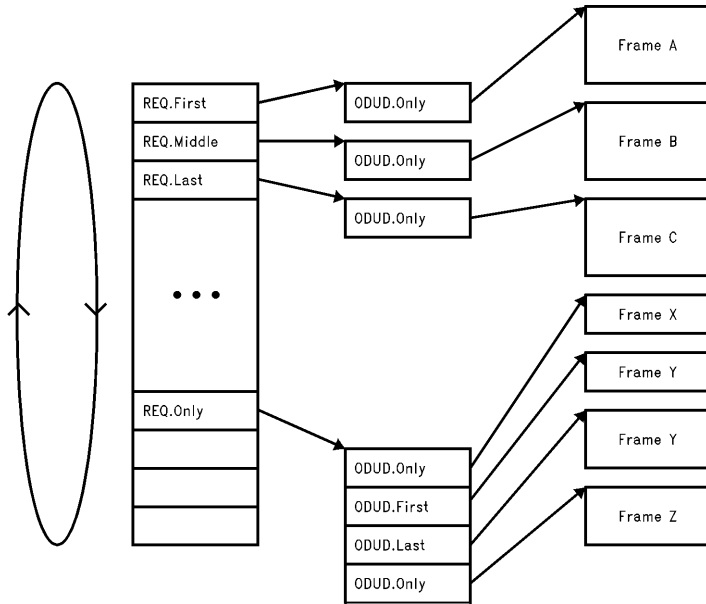 REQ.First
REQ.Middle
REQ.Last
REQ.Only
ODUD.Only
ODUD.Only
ODUD.Only
ODUD.Only
ODUD.First
ODUD.Last
ODUD.Only
Frame A
Frame B
Frame C
Frame X
Frame Y
Frame Y
Frame Z